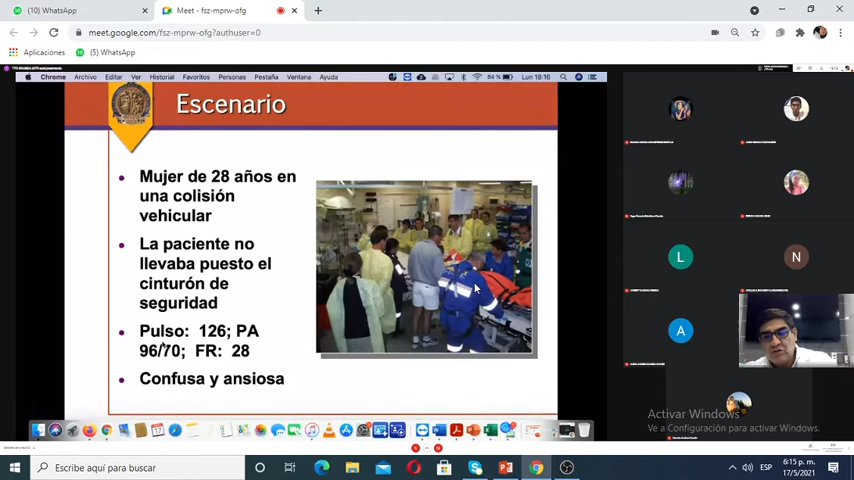 (10) WhatsApp
Meet - fsz-mprw-ofg
meet.google.com/fsz-mprw-ofg?authuser=0
Aplicaciones
(5) WhatsApp
Chrome Archivo Editar Ver Historial Favoritos Personas Pestaña Ventana Ayuda
64 %
Lun 18:16
Escenario
Mujer de 28 años en
una colisión
vehicular
La paciente no
llevaba puesto el
cinturón de
seguridad
Pulso: 126; PA
96/70; FR: 28
Confusa y ansiosa
L
N
A
Activar Windows
Ve a Configuración para activar Windows.
Escribe aquí para buscar
ESP
6:15 p. m.
17/5/2021